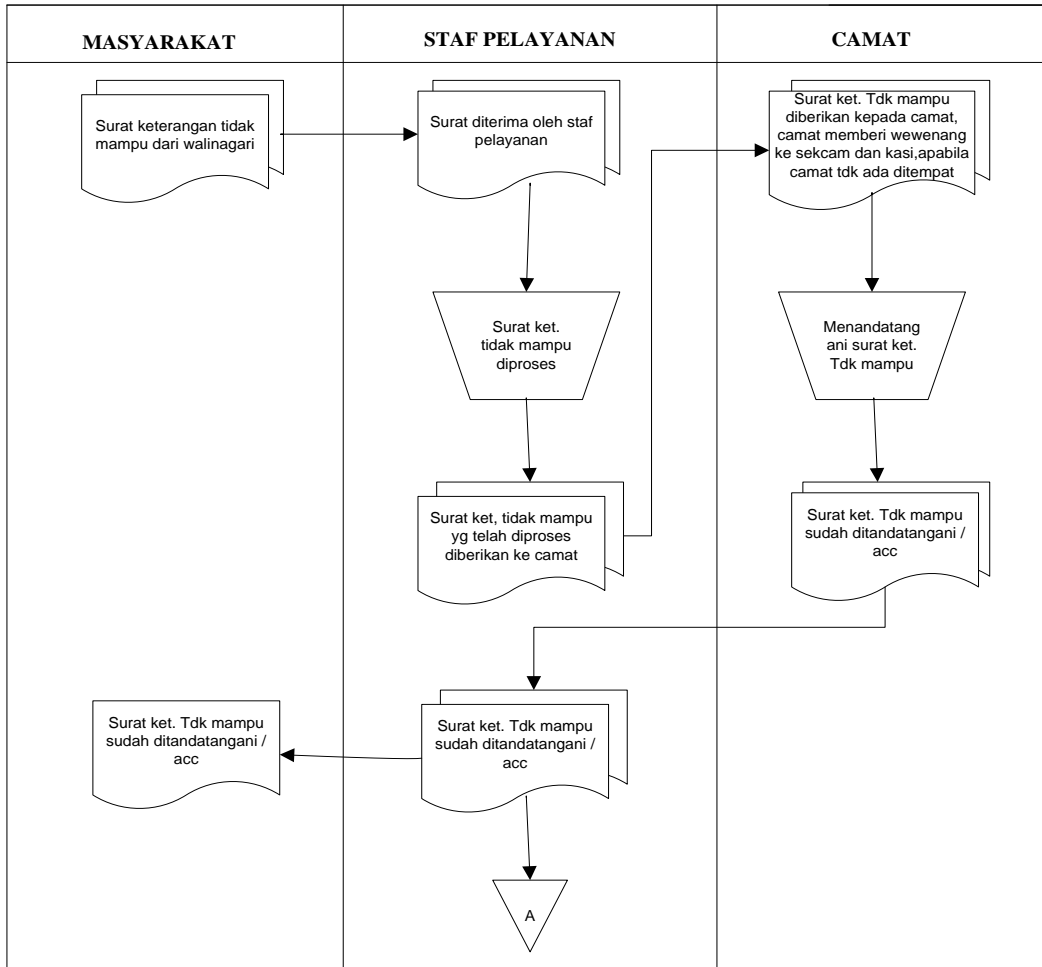 MASYARAKAT
STAF PELAYANAN
CAMAT
Surat keterangan tidak
mampu dari walinagari
Surat diterima oleh staf
pelayanan
Surat ket. Tdk mampu
diberikan kepada camat,
camat memberi wewenang
ke sekcam dan kasi,apabila
camat tdk ada ditempat
Surat ket.
tidak mampu
diproses
Menandatang
ani surat ket.
Tdk mampu
Surat ket, tidak mampu
yg telah diproses
diberikan ke camat
Surat ket. Tdk mampu
sudah ditandatangani /
acc
Surat ket. Tdk mampu
sudah ditandatangani /
acc
Surat ket. Tdk mampu
sudah ditandatangani /
acc
A